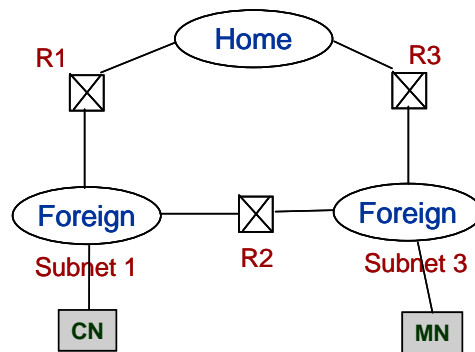 Home
R1
R3
Foreign
Foreign
R2
Subnet 1
Subnet 3
CN
MN